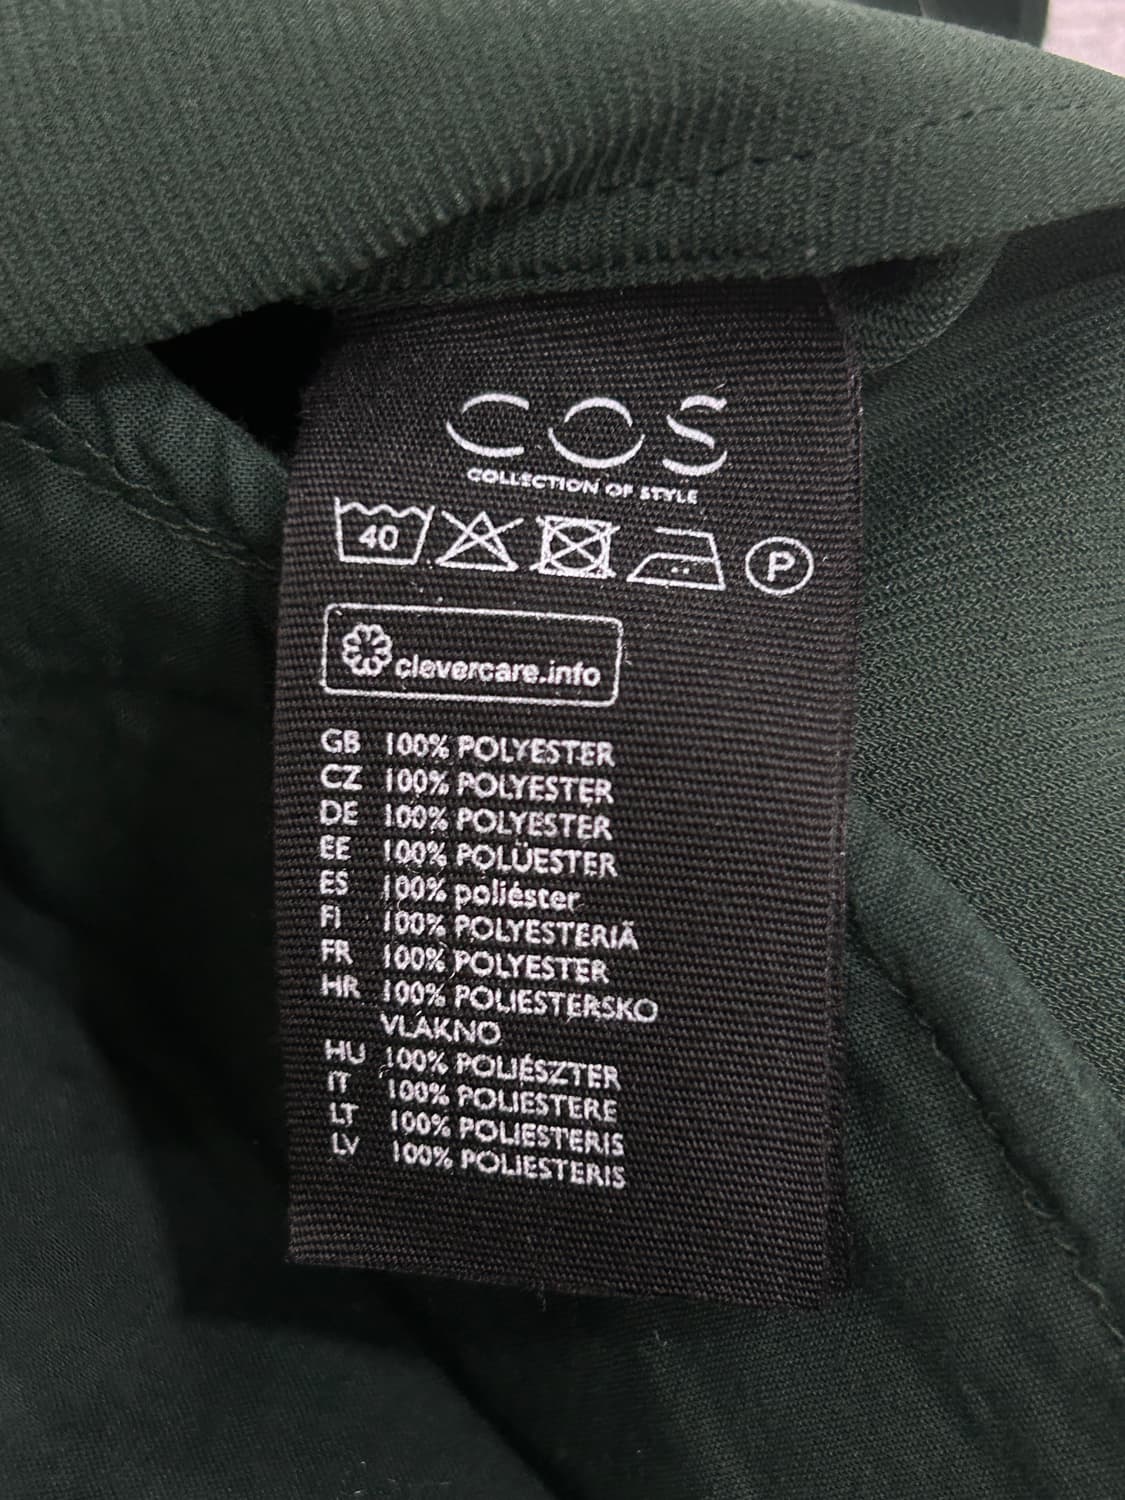 COS
COLLECTION OF STYLE
40 P
clevercare.info
GB 100% POLYESTER
CZ 100% POLYESTER
DE 100% POLYESTER
EE 100% POLÜESTER
ES 100% poliéster
FI 100% POLYESTERIÄ
FR 100% POLYESTER
HR 100% POLIESTERSKO
VLAKNO
HU 100% POLIÉSZTER
IT 100% POLIESTERE
LT 100% POLIESTERIS
LV 100% POLIESTERIS